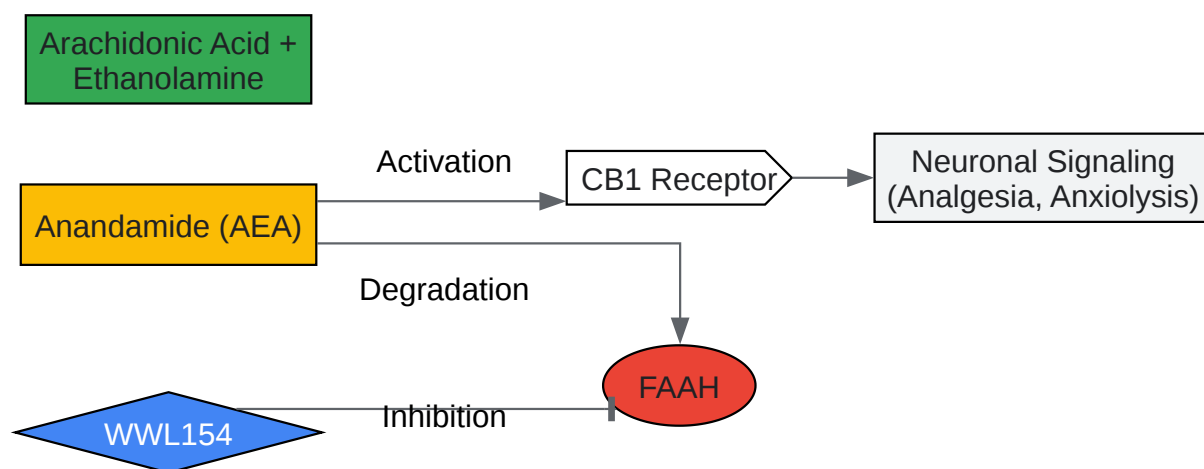 Arachidonic Acid +
Ethanolamine
Activation
CB1 Receptor
Neuronal Signaling
(Analgesia, Anxiolysis)
Anandamide (AEA)
Degradation
FAAH
Inhibition
WWL154